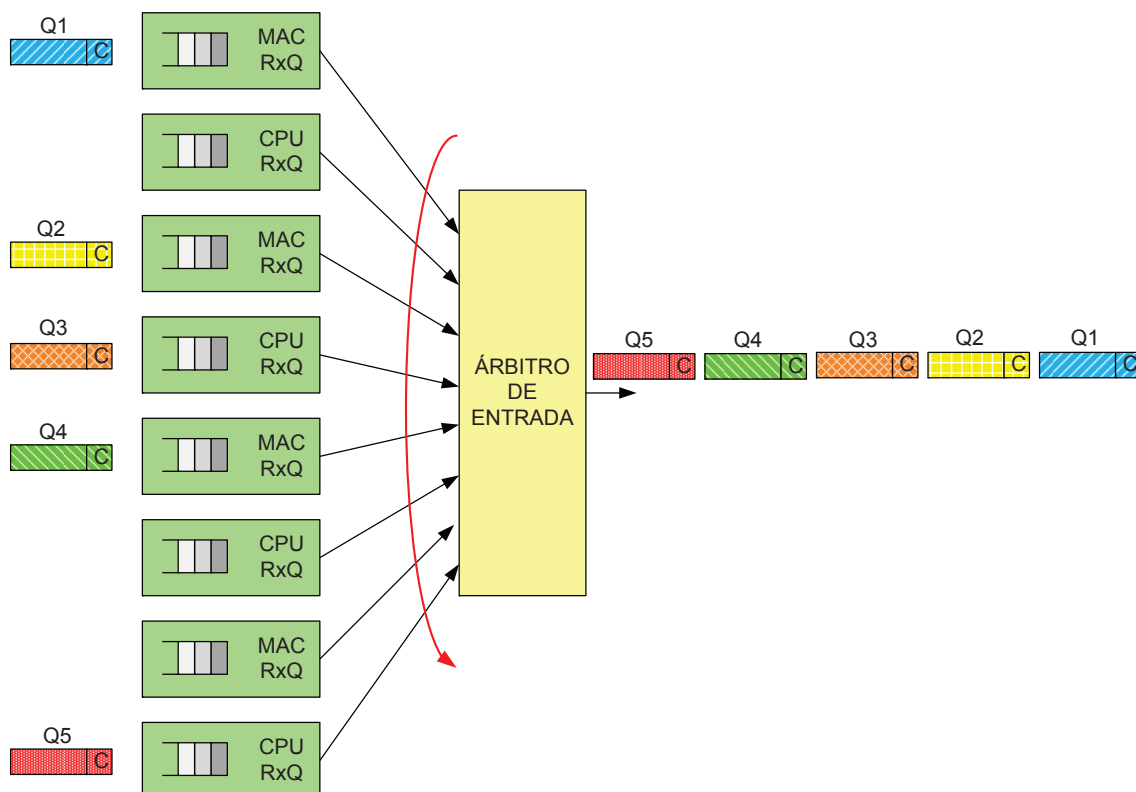 Q1
C
MAC
RxQ
CPU
RxQ
Q2
C
MAC
RxQ
Q3
C
CPU
RxQ
Q4
C
MAC
RxQ
CPU
RxQ
MAC
RxQ
Q5
C
CPU
RxQ
ÁRBITRO
DE
ENTRADA
Q5 Q4 Q3 Q2 Q1
C C C C C